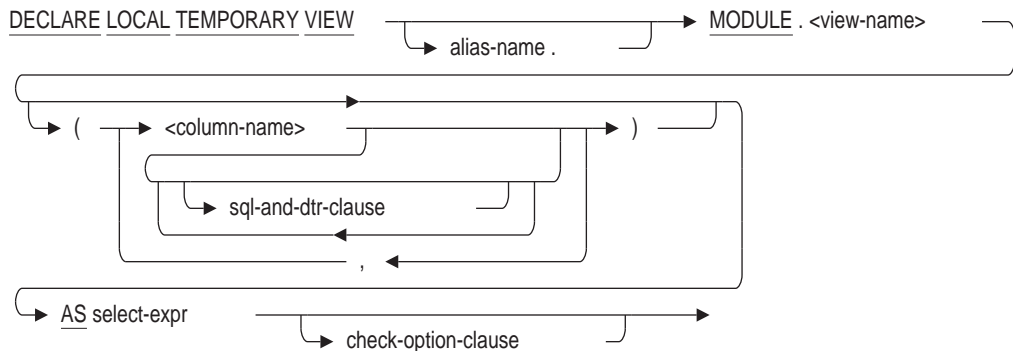 DECLARE LOCAL TEMPORARY VIEW MODULE . <view-name>
alias-name .
( <column-name> )
sql-and-dtr-clause
,
AS select-expr
check-option-clause